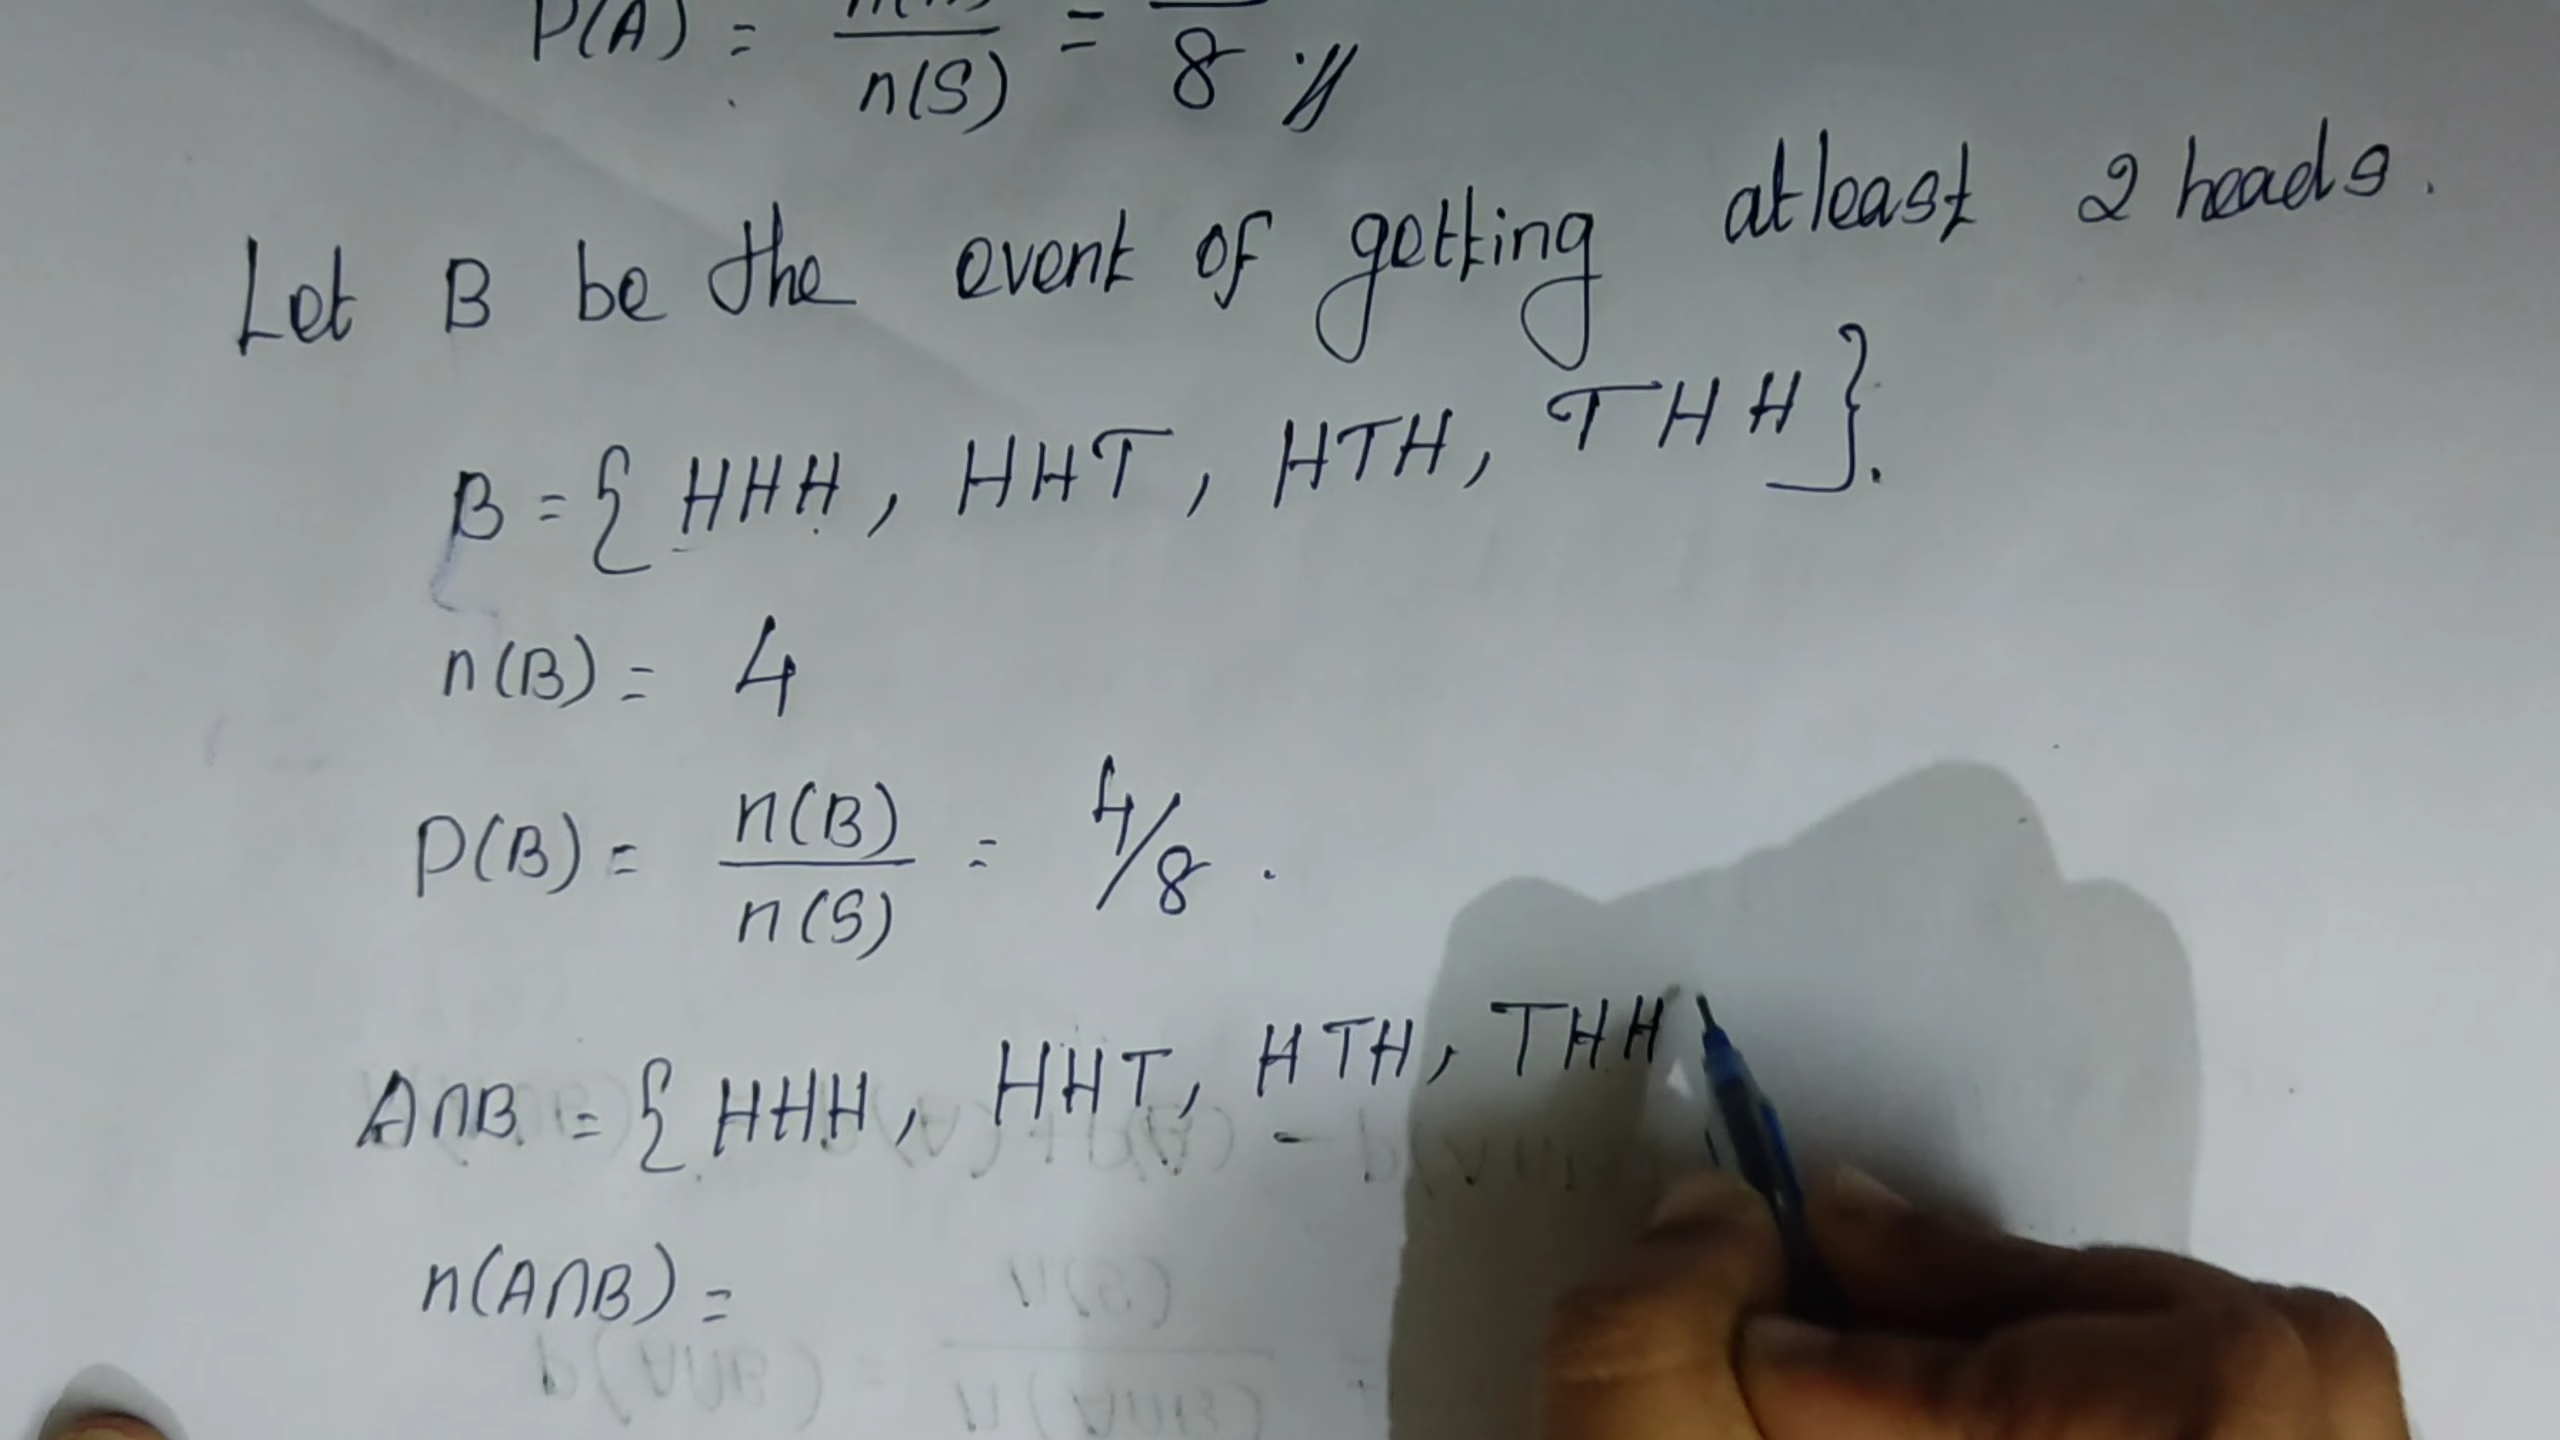 P(A) = n(S) = 8
Let B be the event of getting atleast 2 heads.
B = { HHH, HHT, HTH, THH }.
n(B) = 4
P(B) = n(B) / n(S) = 4/8.
A∩B = { HHH, HHT, HTH, THH
n(A∩B) =